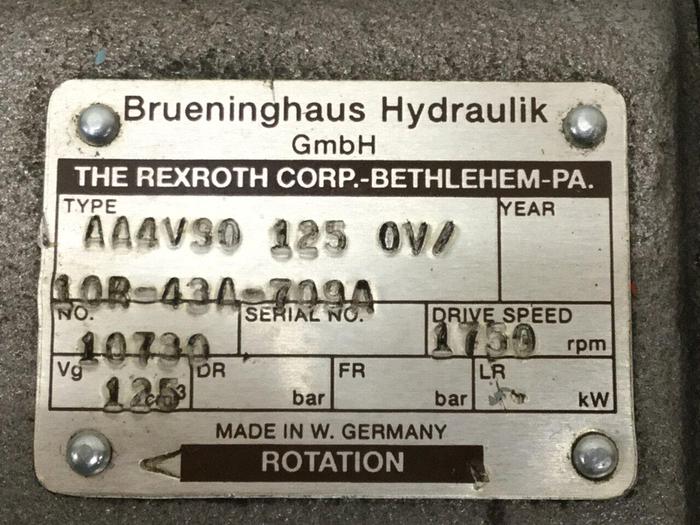 Brueninghaus Hydraulik
GmbH
THE REXROTH CORP.-BETHLEHEM-PA.
TYPE YEAR
AA4VSO 125 OV/
10R-43A-709A
NO. SERIAL NO. DRIVE SPEED
10730 1750 rpm
Vg DR FR LR
125 cm³ bar bar kW
MADE IN W. GERMANY
ROTATION